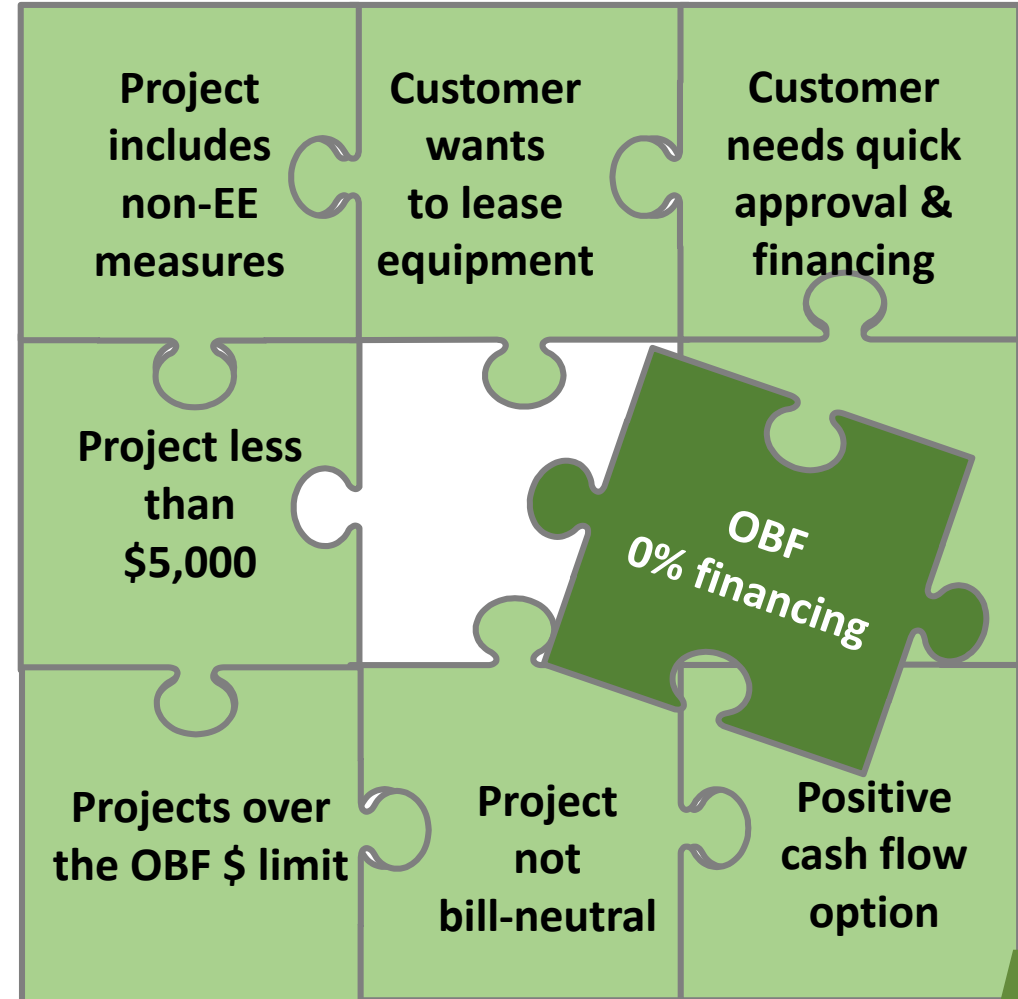 Project
includes
non-EE
measures
Customer
wants
to lease
equipment
Customer
needs quick
approval &
financing
Project less
than
$5,000
OBF
0% financing
Projects over
the OBF $ limit
Project
not
bill-neutral
Positive
cash flow
option